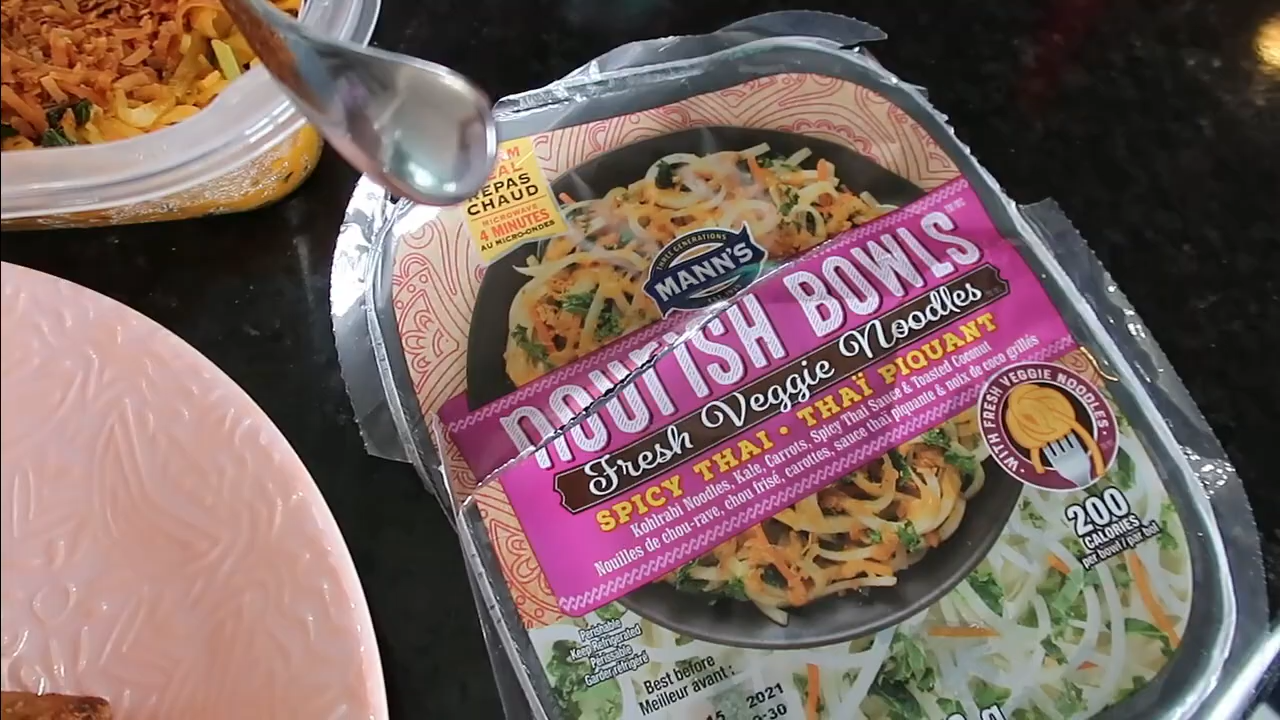 REPAS
CHAUD
MICROWAVE
4 MINUTES
AU MICRO-ONDES
THREE GENERATIONS
MANN'S
NOURISH BOWLS
Fresh Veggie Noodles
SPICY THAI • THAÏ PIQUANT
Kohlrabi Noodles, Kale, Carrots, Spicy Thai Sauce & Toasted Coconut
Nouilles de chou-rave, chou frisé, carottes, sauce thaï piquante & noix de coco grillés
• WITH FRESH VEGGIE NOODLES •
200
CALORIES
per bowl / par bol
Perishable
Keep Refrigerated
Périssable
Garder réfrigéré
Best before
Meilleur avant :
15 2021